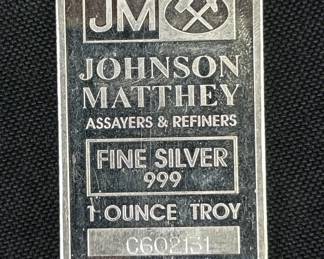 JM
JOHNSON
MATTHEY
ASSAYERS & REFINERS
FINE SILVER
999
1 OUNCE TROY
C602131